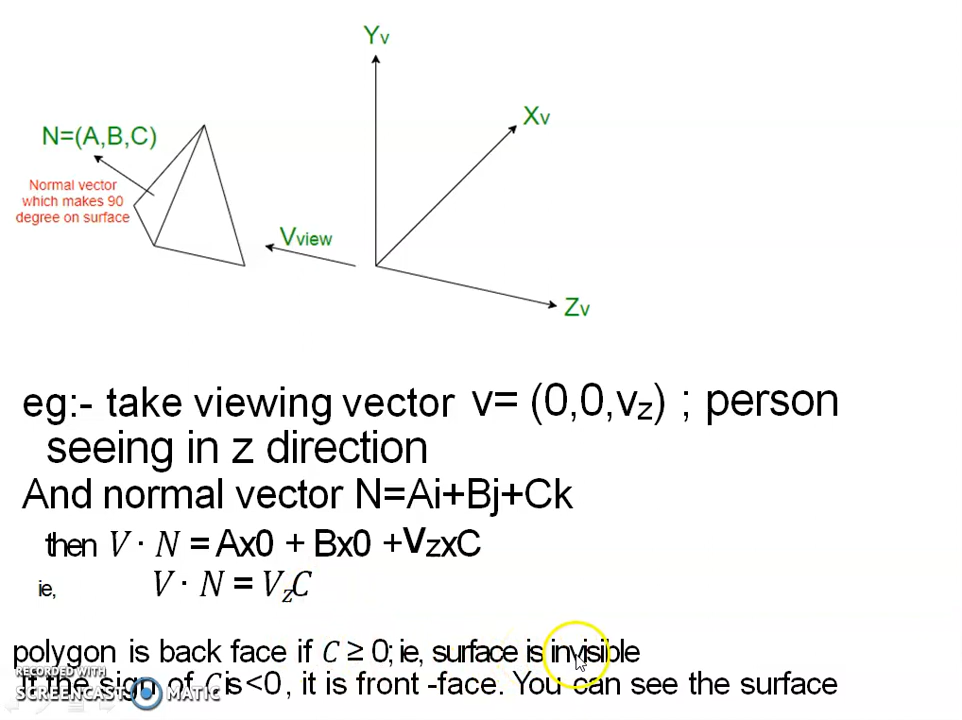 Yv
Xv
N=(A,B,C)
Normal vector
which makes 90
degree on surface
Vview
Zv
eg:- take viewing vector v= (0,0,vz) ; person
seeing in z direction
And normal vector N=Ai+Bj+Ck
then V · N = Ax0 + Bx0 +VzxC
ie, V · N = VzC
polygon is back face if C ≥ 0; ie, surface is invisible
If the sign of C is <0, it is front -face. You can see the surface
RECORDED WITH
SCREENCAST MATIC